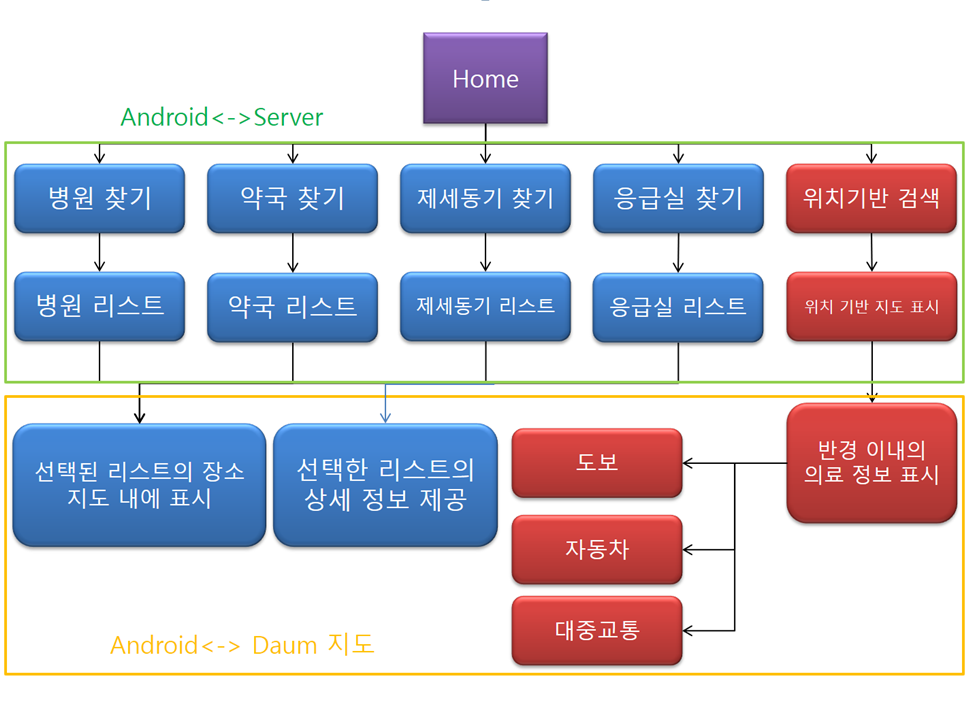 Home
Android<->Server
병원 찾기
약국 찾기
제세동기 찾기
응급실 찾기
위치기반 검색
병원 리스트
약국 리스트
제세동기 리스트
응급실 리스트
위치 기반 지도 표시
선택된 리스트의 장소
지도 내에 표시
선택한 리스트의
상세 정보 제공
도보
반경 이내의
의료 정보 표시
자동차
대중교통
Android<-> Daum 지도